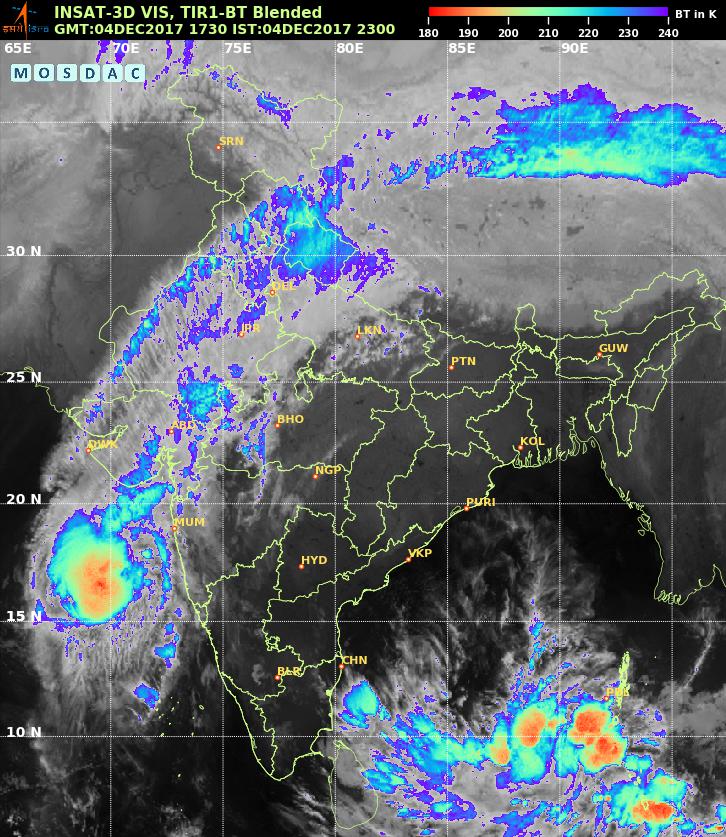 INSAT-3D VIS, TIR1-BT Blended
GMT:04DEC2017 1730 IST:04DEC2017 2300
BT in K
180 190 200 210 220 230 240
65E 70E 75E 80E 85E 90E
MOSDAC
SRN
30 N
DEL
JPR LKN
GUW
PTN
25 N
BHO
ABD
DWK KOL
NGP
20 N PURI
MUM
VKP
HYD
15 N
CHN
BLR
PBL
10 N